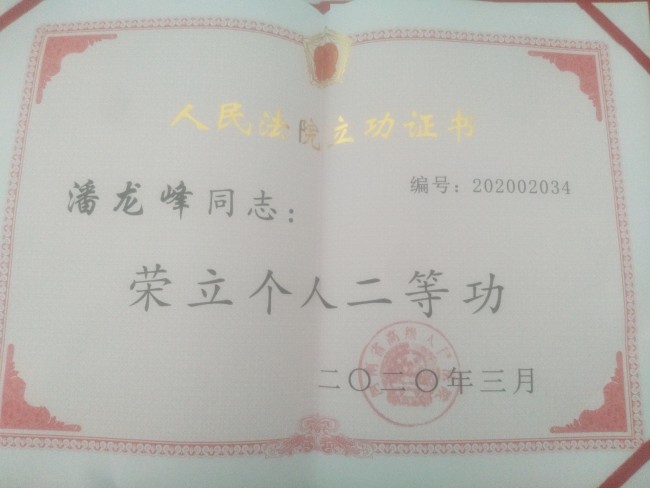 人民法院立功证书
编号：202002034
潘龙峰同志：
荣立个人二等功
二〇二〇年三月